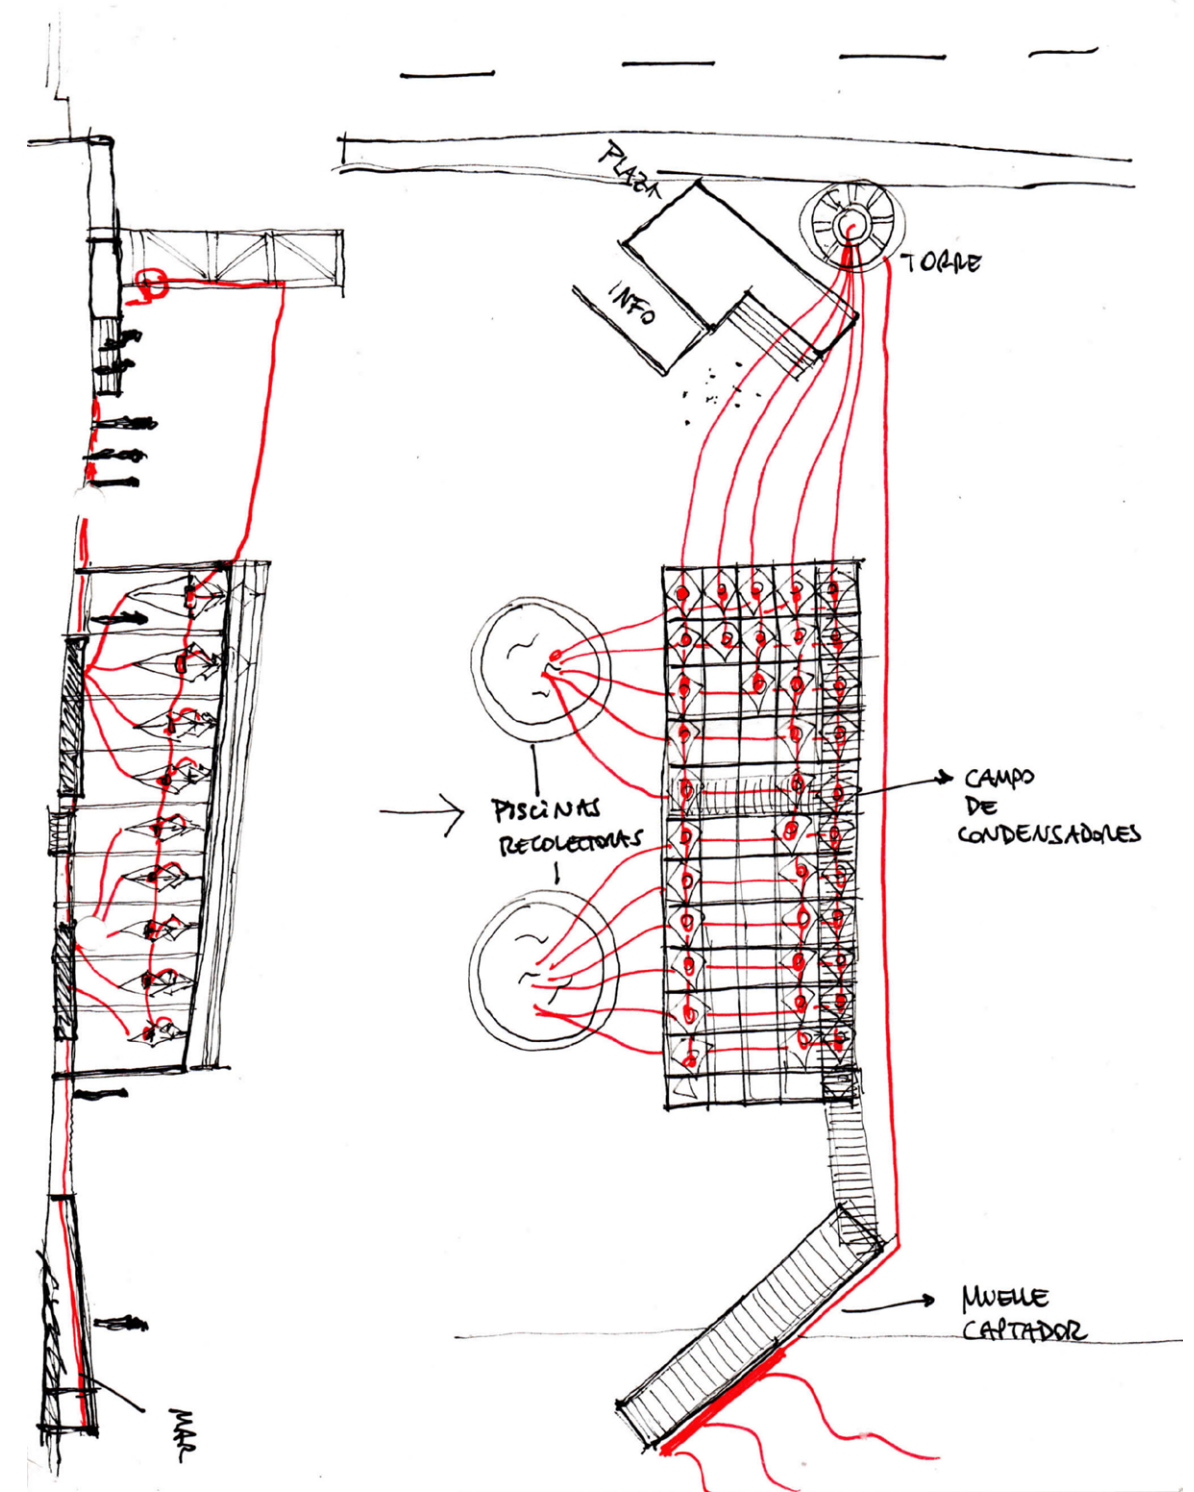 PLAZA
TORRE
INFO
PISCINAS
RECOLECTORAS
CAMPO
DE
CONDENSADORES
MUELLE
CAPTADOR
MAR